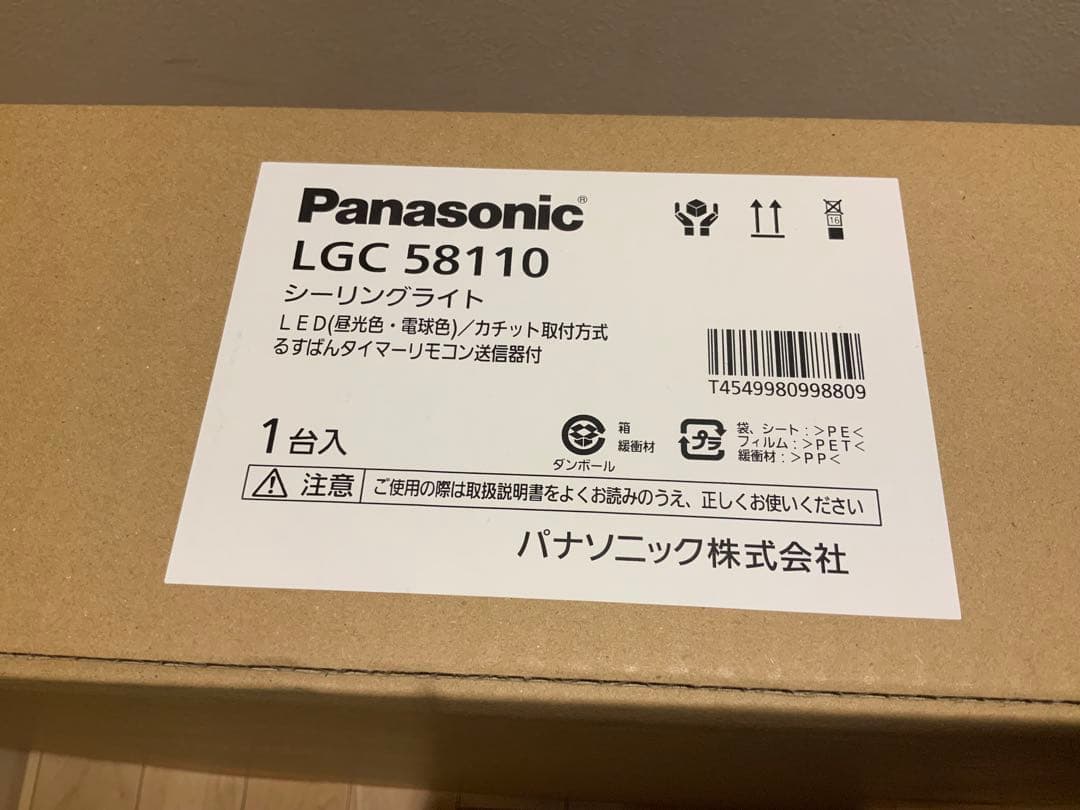 Panasonic®
LGC 58110
シーリングライト
LED(昼光色・電球色)/カチット取付方式
るすばんタイマーリモコン送信器付
16
T4549980998809
1台入
ダンボール
箱
緩衝材
プラ
袋、シート:>PE<
フィルム:>PET<
緩衝材:>PP<
注意
ご使用の際は取扱説明書をよくお読みのうえ、正しくお使いください
パナソニック株式会社